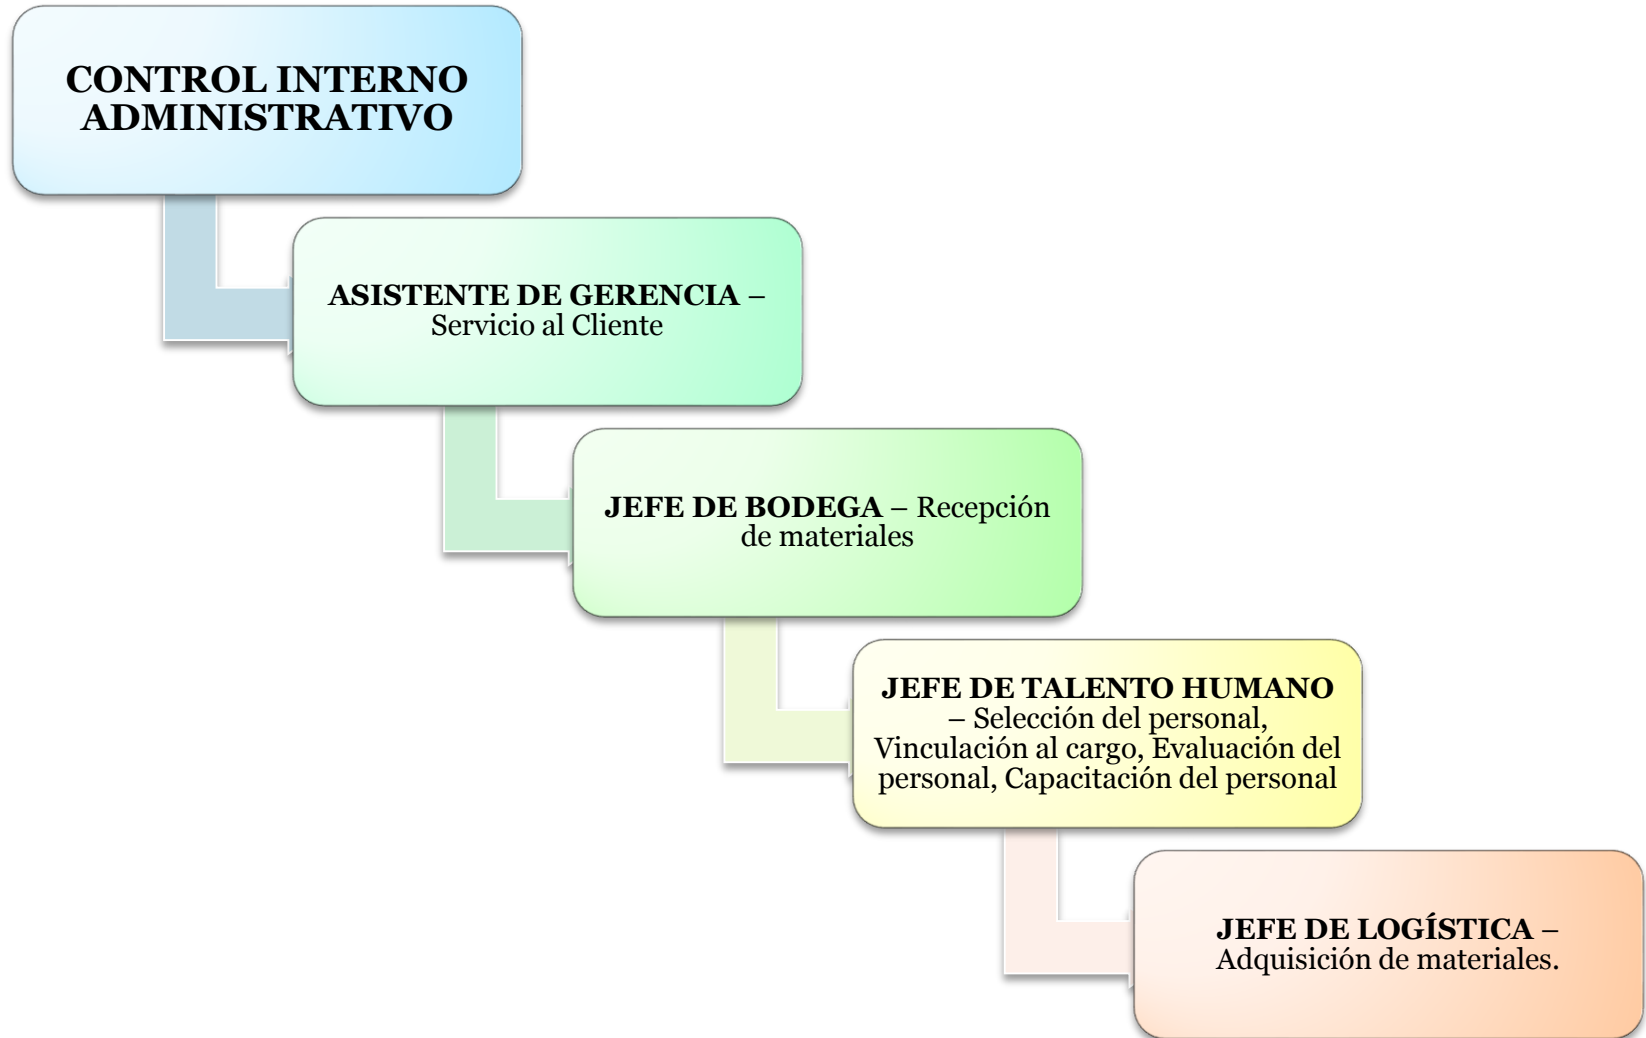 CONTROL INTERNO
ADMINISTRATIVO
ASISTENTE DE GERENCIA –
Servicio al Cliente
JEFE DE BODEGA – Recepción
de materiales
JEFE DE TALENTO HUMANO
– Selección del personal,
Vinculación al cargo, Evaluación del
personal, Capacitación del personal
JEFE DE LOGÍSTICA –
Adquisición de materiales.